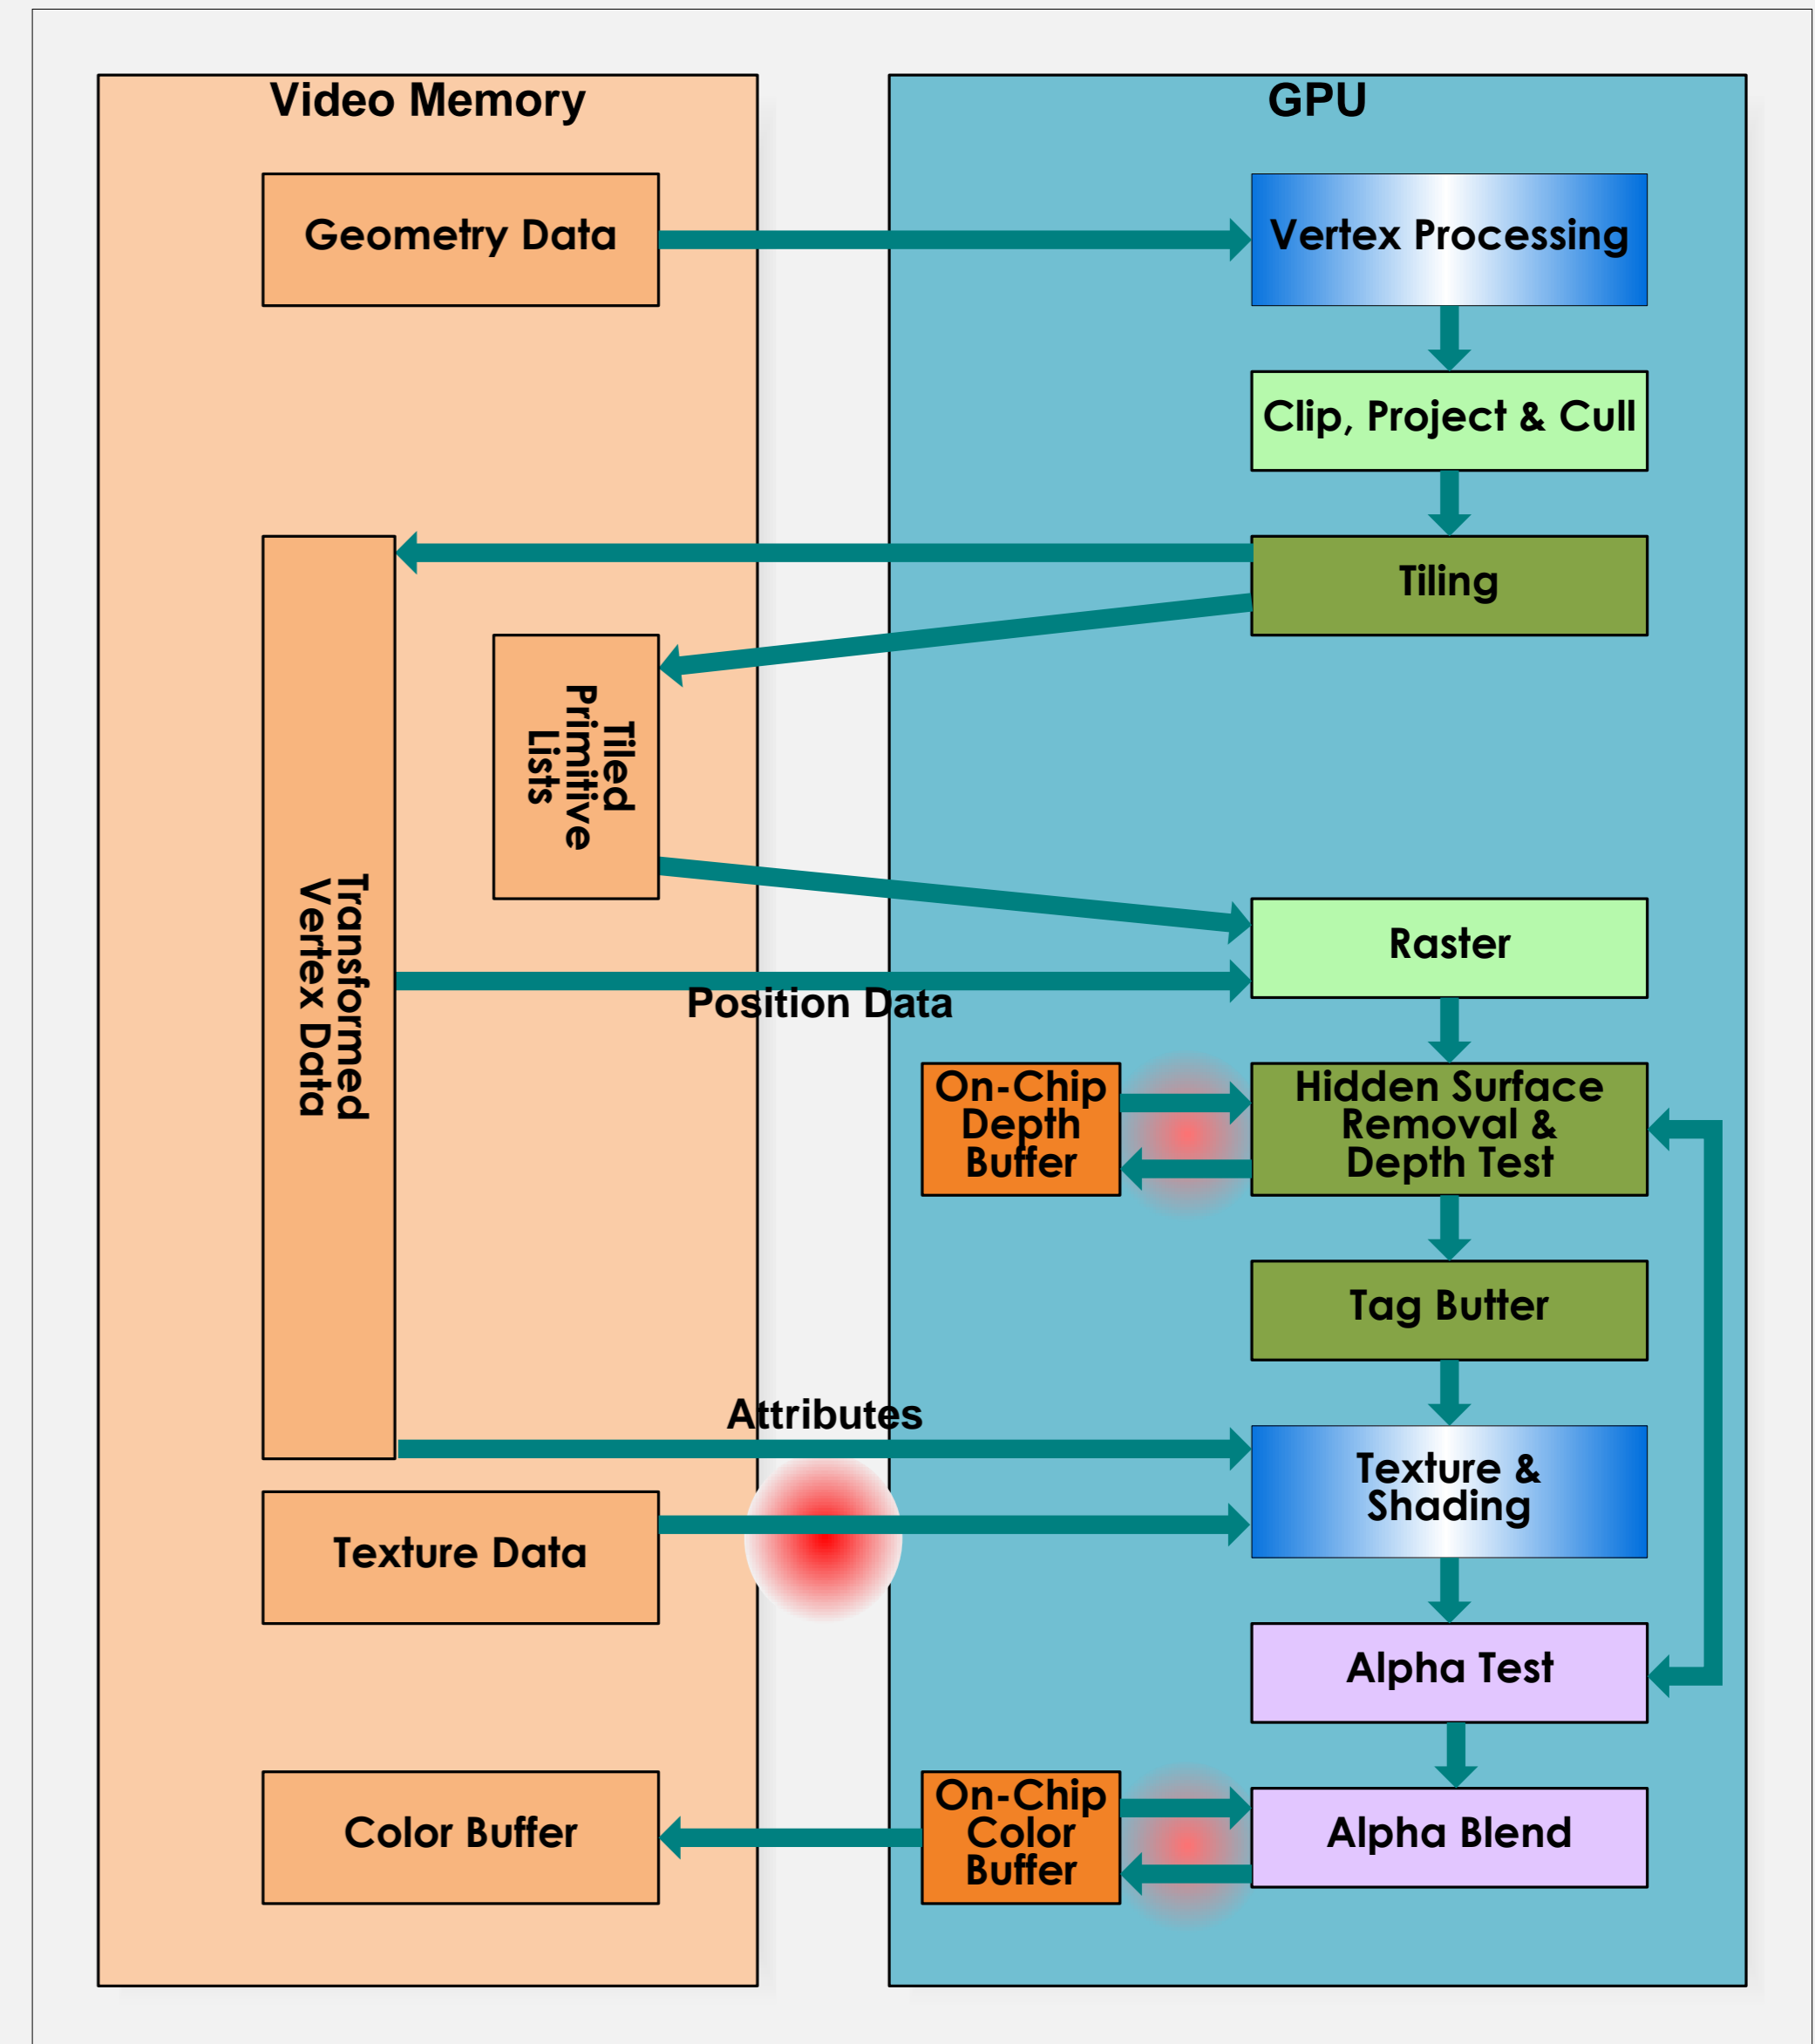 Video Memory
GPU
Geometry Data
Vertex Processing
Clip, Project & Cull
Tiling
Tiled
Primitive
Lists
Transformed
Vertex Data
Raster
Position Data
On-Chip
Depth
Buffer
Hidden Surface
Removal &
Depth Test
Tag Butter
Attributes
Texture &
Shading
Texture Data
Alpha Test
Color Buffer
On-Chip
Color
Buffer
Alpha Blend